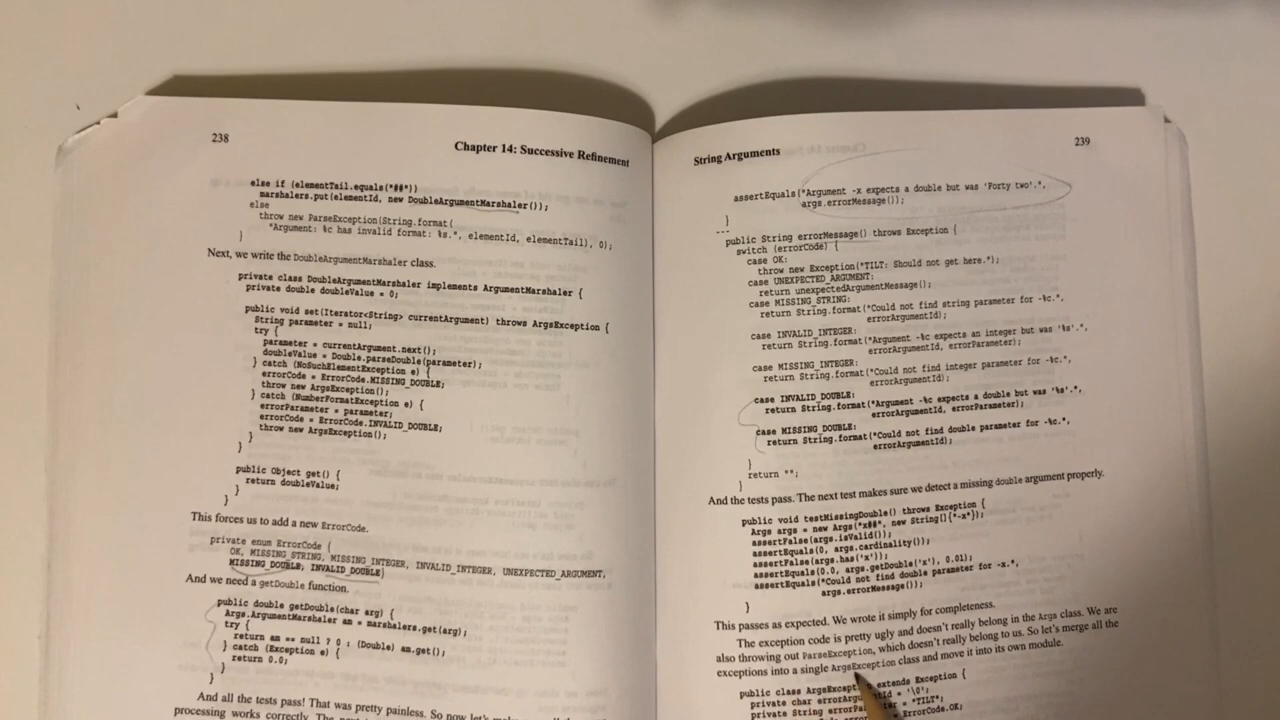 238
Chapter 14: Successive Refinement
else if (elementTail.equals("##"))
marshalers.put(elementId, new DoubleArgumentMarshaler());
else
throw new ParseException(String.format(
"Argument: %c has invalid format: %s.", elementId, elementTail), 0);
}
Next, we write the DoubleArgumentMarshaler class.
private class DoubleArgumentMarshaler implements ArgumentMarshaler {
private double doubleValue = 0;
public void set(Iterator<String> currentArgument) throws ArgsException {
String parameter = null;
try {
parameter = currentArgument.next();
doubleValue = Double.parseDouble(parameter);
} catch (NoSuchElementException e) {
errorCode = ErrorCode.MISSING_DOUBLE;
throw new ArgsException();
} catch (NumberFormatException e) {
errorParameter = parameter;
errorCode = ErrorCode.INVALID_DOUBLE;
throw new ArgsException();
}
}
public Object get() {
return doubleValue;
}
}
This forces us to add a new ErrorCode.
private enum ErrorCode {
OK, MISSING_STRING, MISSING_INTEGER, INVALID_INTEGER, UNEXPECTED_ARGUMENT,
MISSING_DOUBLE, INVALID_DOUBLE}
And we need a getDouble function.
public double getDouble(char arg) {
Args.ArgumentMarshaler am = marshalers.get(arg);
try {
return am == null ? 0 : (Double) am.get();
} catch (Exception e) {
return 0.0;
}
}
And all the tests pass! That was pretty painless. So now let's
processing works correctly. The
String Arguments
239
assertEquals("Argument -x expects a double but was 'Forty two'.",
args.errorMessage());
}
---
public String errorMessage() throws Exception {
switch (errorCode) {
case OK:
throw new Exception("TILT: Should not get here.");
case UNEXPECTED_ARGUMENT:
return unexpectedArgumentMessage();
case MISSING_STRING:
return String.format("Could not find string parameter for -%c.",
errorArgumentId);
case INVALID_INTEGER:
return String.format("Argument -%c expects an integer but was '%s'.",
errorArgumentId, errorParameter);
case MISSING_INTEGER:
return String.format("Could not find integer parameter for -%c.",
errorArgumentId);
case INVALID_DOUBLE:
return String.format("Argument -%c expects a double but was '%s'.",
errorArgumentId, errorParameter);
case MISSING_DOUBLE:
return String.format("Could not find double parameter for -%c.",
errorArgumentId);
}
return "";
}
And the tests pass. The next test makes sure we detect a missing double argument properly.
public void testMissingDouble() throws Exception {
Args args = new Args("x##", new String[]{"-x"});
assertFalse(args.isValid());
assertEquals(0, args.cardinality());
assertFalse(args.has('x'));
assertEquals(0.0, args.getDouble('x'), 0.01);
assertEquals("Could not find double parameter for -x.",
args.errorMessage());
}
This passes as expected. We wrote it simply for completeness.
The exception code is pretty ugly and doesn't really belong in the Args class. We are
also throwing out ParseException, which doesn't really belong to us. So let's merge all the
exceptions into a single ArgsException class and move it into its own module.
public class ArgsException extends Exception {
private char errorArgumentId = '\0';
private String = "TILT";
ErrorCode.OK;